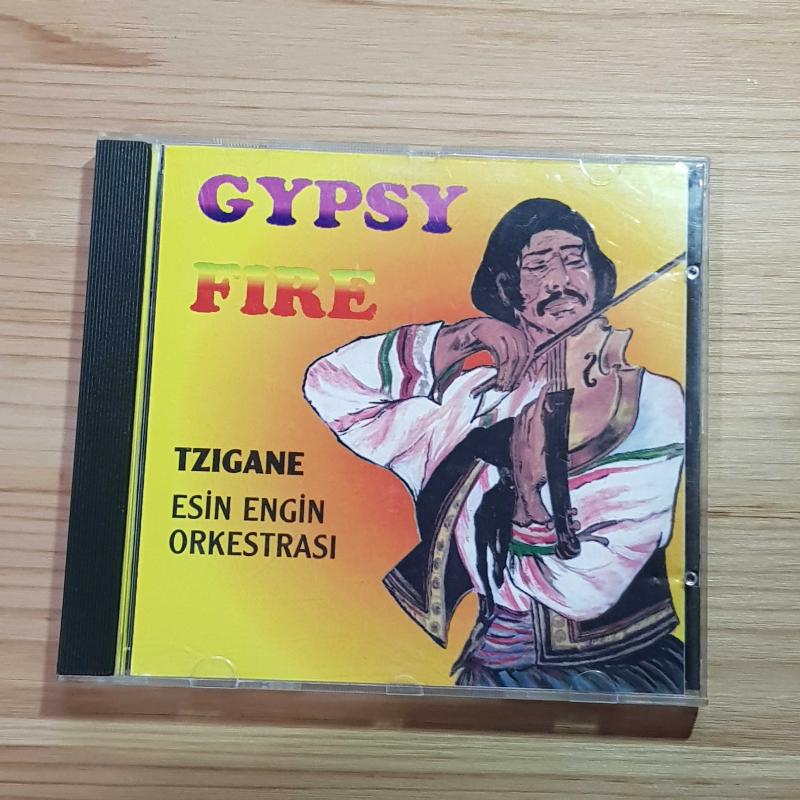 GYPSY
FIRE
TZIGANE
ESİN ENGİN
ORKESTRASI